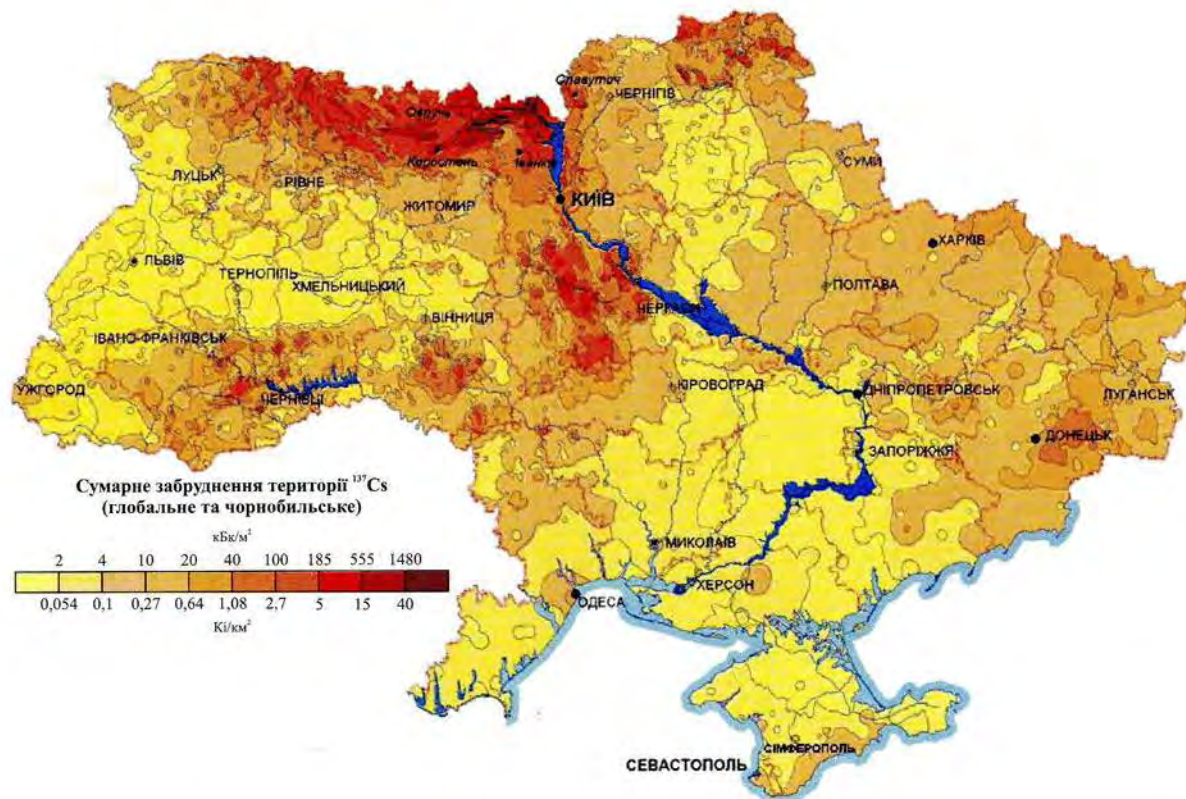 Славутич
ЧЕРНІГІВ
Овруч
Коростень
Іванків
СУМИ
ЛУЦЬК
РІВНЕ
КИЇВ
ЖИТОМИР
ХАРКІВ
ЛЬВІВ
ТЕРНОПІЛЬ
ХМЕЛЬНИЦЬКИЙ
ПОЛТАВА
ЧЕРКАСИ
ВІННИЦЯ
ІВАНО-ФРАНКІВСЬК
УЖГОРОД
ЧЕРНІВЦІ
КІРОВОГРАД
ДНІПРОПЕТРОВСЬК
ЛУГАНСЬК
ДОНЕЦЬК
ЗАПОРІЖЖЯ
Сумарне забруднення території ¹³⁷Cs
(глобальне та чорнобильське)
кБк/м²
2 4 10 20 40 100 185 555 1480
0,054 0,1 0,27 0,64 1,08 2,7 5 15 40
Кі/км²
МИКОЛАЇВ
ХЕРСОН
ОДЕСА
СІМФЕРОПОЛЬ
СЕВАСТОПОЛЬ